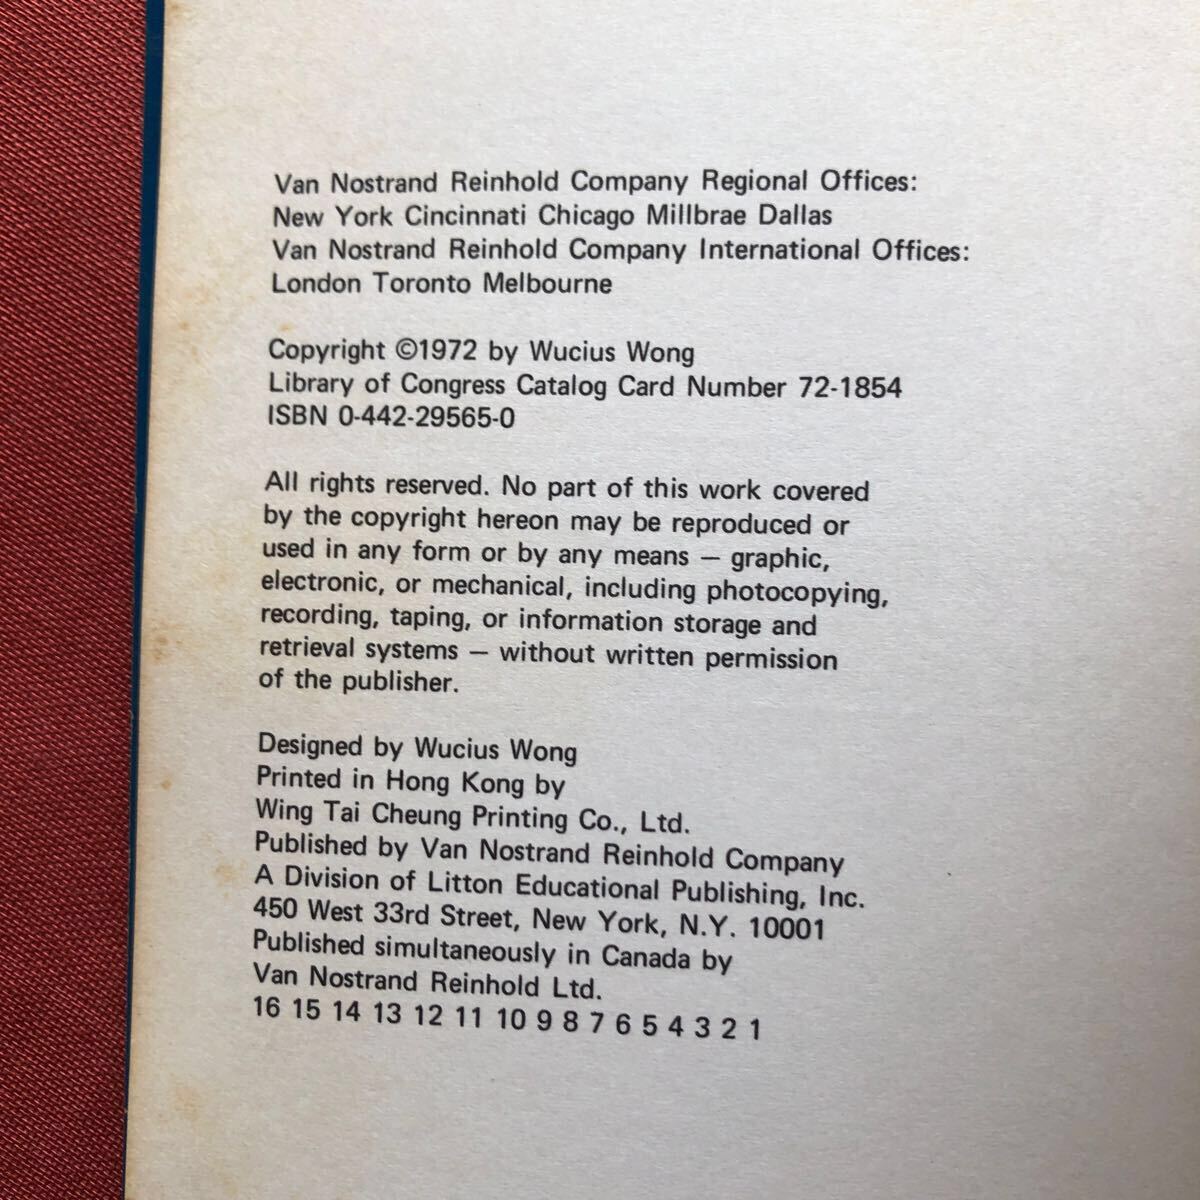 Van Nostrand Reinhold Company Regional Offices:
New York Cincinnati Chicago Millbrae Dallas
Van Nostrand Reinhold Company International Offices:
London Toronto Melbourne
Copyright ©1972 by Wucius Wong
Library of Congress Catalog Card Number 72-1854
ISBN 0-442-29565-0
All rights reserved. No part of this work covered
by the copyright hereon may be reproduced or
used in any form or by any means — graphic,
electronic, or mechanical, including photocopying,
recording, taping, or information storage and
retrieval systems — without written permission
of the publisher.
Designed by Wucius Wong
Printed in Hong Kong by
Wing Tai Cheung Printing Co., Ltd.
Published by Van Nostrand Reinhold Company
A Division of Litton Educational Publishing, Inc.
450 West 33rd Street, New York, N.Y. 10001
Published simultaneously in Canada by
Van Nostrand Reinhold Ltd.
16 15 14 13 12 11 10 9 8 7 6 5 4 3 2 1